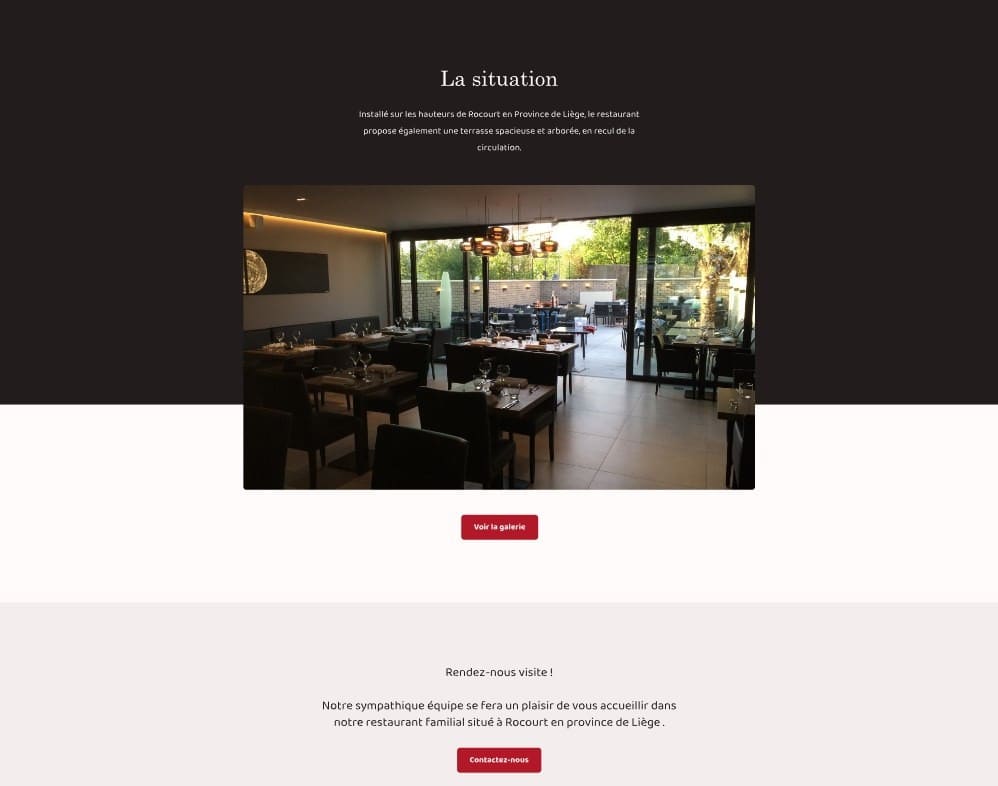 La situation
Installé sur les hauteurs de Rocourt en Province de Liège, le restaurant
propose également une terrasse spacieuse et arborée, en recul de la
circulation.
Voir la galerie
Rendez-nous visite !
Notre sympathique équipe se fera un plaisir de vous accueillir dans
notre restaurant familial situé à Rocourt en province de Liège .
Contactez-nous